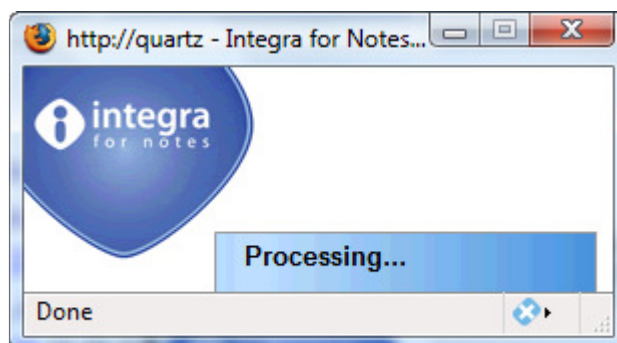 http://quartz - Integra for Notes...
integra
for notes
Processing...
Done